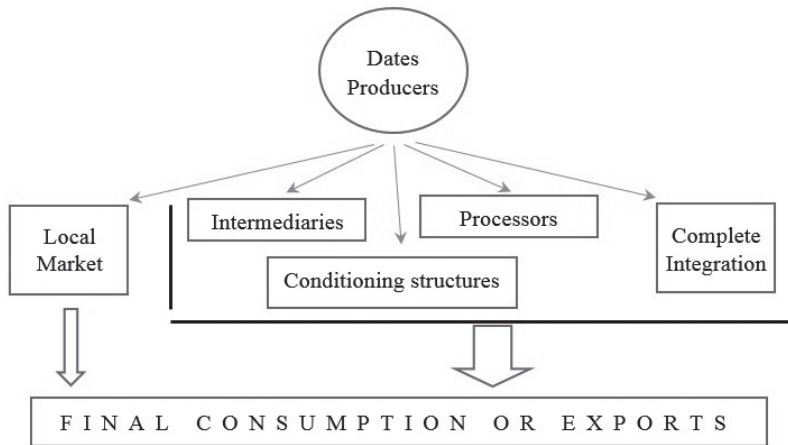 Dates
Producers
Local
Market
Intermediaries
Processors
Conditioning structures
Complete
Integration
FINAL CONSUMPTION OR EXPORTS